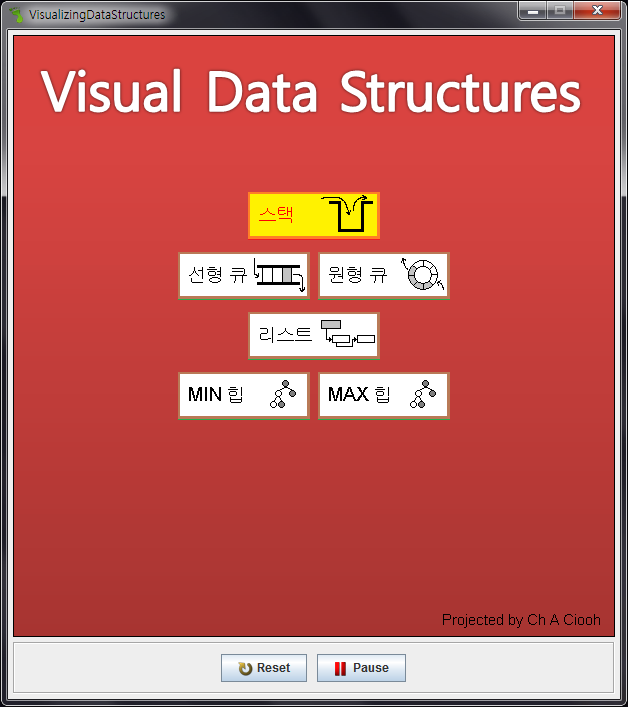 VisualizingDataStructures
Visual Data Structures
스택
선형 큐 원형 큐
리스트
MIN 힙 MAX 힙
Projected by Ch A Ciooh
Reset Pause